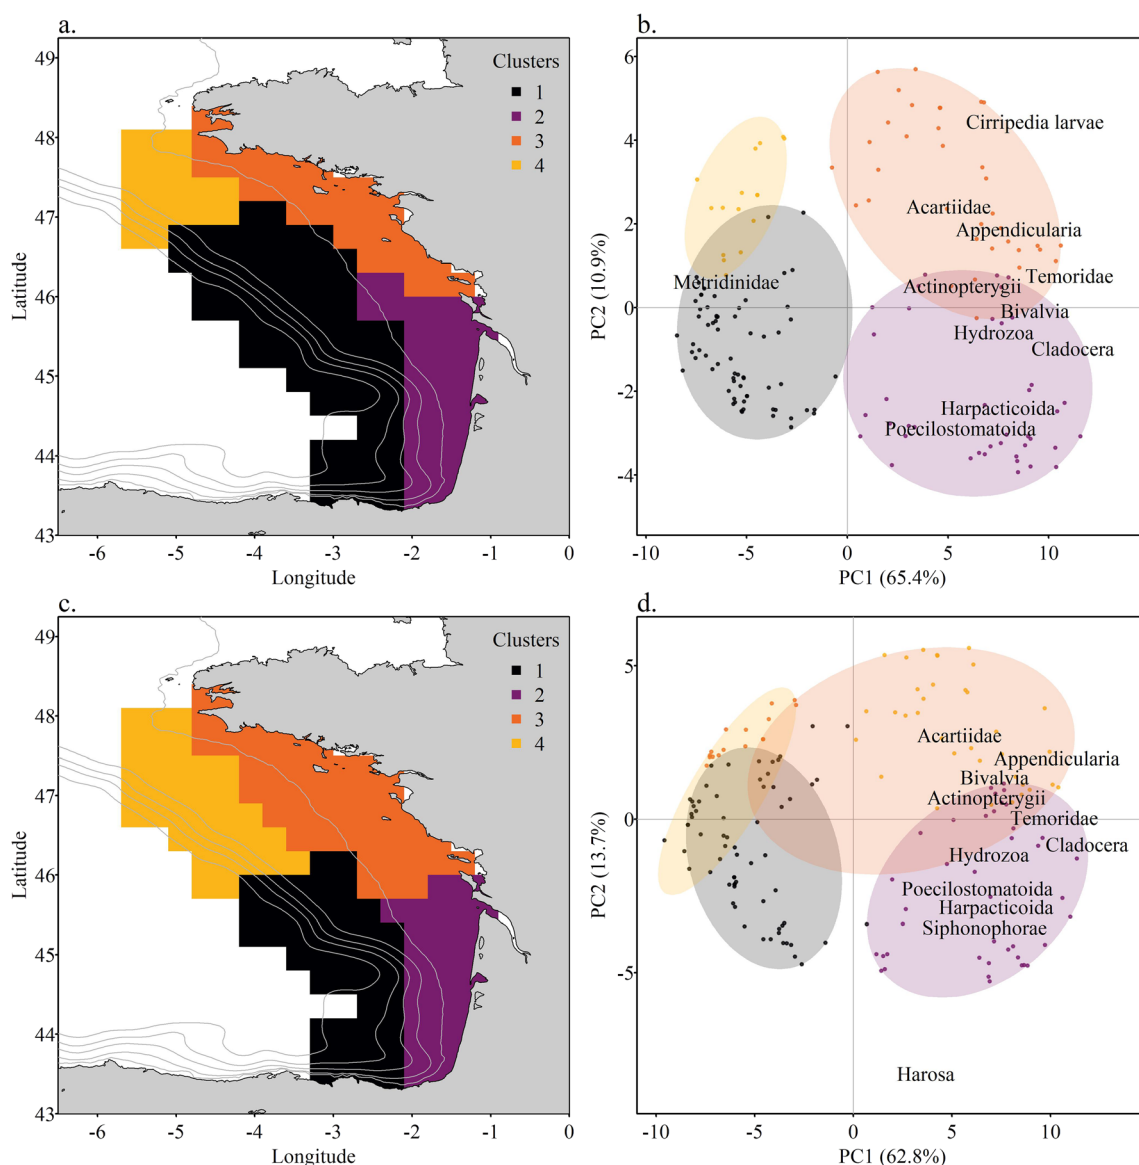 a.
49
48
47
46
45
44
43
Latitude
-6
-5
-4
-3
-2
-1
0
Longitude
Clusters
1
2
3
4
b.
6
4
2
0
-2
-4
PC2 (10.9%)
-10
-5
0
5
10
PC1 (65.4%)
Cirripedia larvae
Acartiidae
Appendicularia
Temoridae
Actinopterygii
Metridinidae
Bivalvia
Hydrozoa
Cladocera
Harpacticoida
Poecilostomatoida
c.
49
48
47
46
45
44
43
Latitude
-6
-5
-4
-3
-2
-1
0
Longitude
Clusters
1
2
3
4
d.
5
0
-5
PC2 (13.7%)
-10
-5
0
5
10
PC1 (62.8%)
Acartiidae
Appendicularia
Bivalvia
Actinopterygii
Temoridae
Cladocera
Hydrozoa
Poecilostomatoida
Harpacticoida
Siphonophorae
Harosa